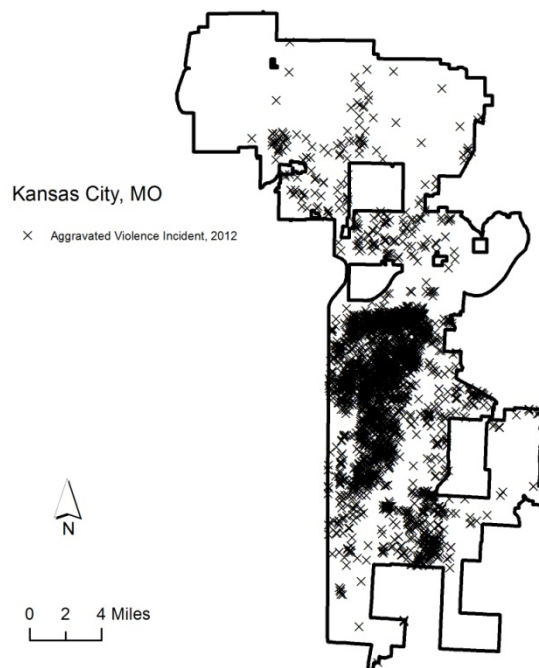 Kansas City, MO
× Aggravated Violence Incident, 2012
N
0 2 4 Miles